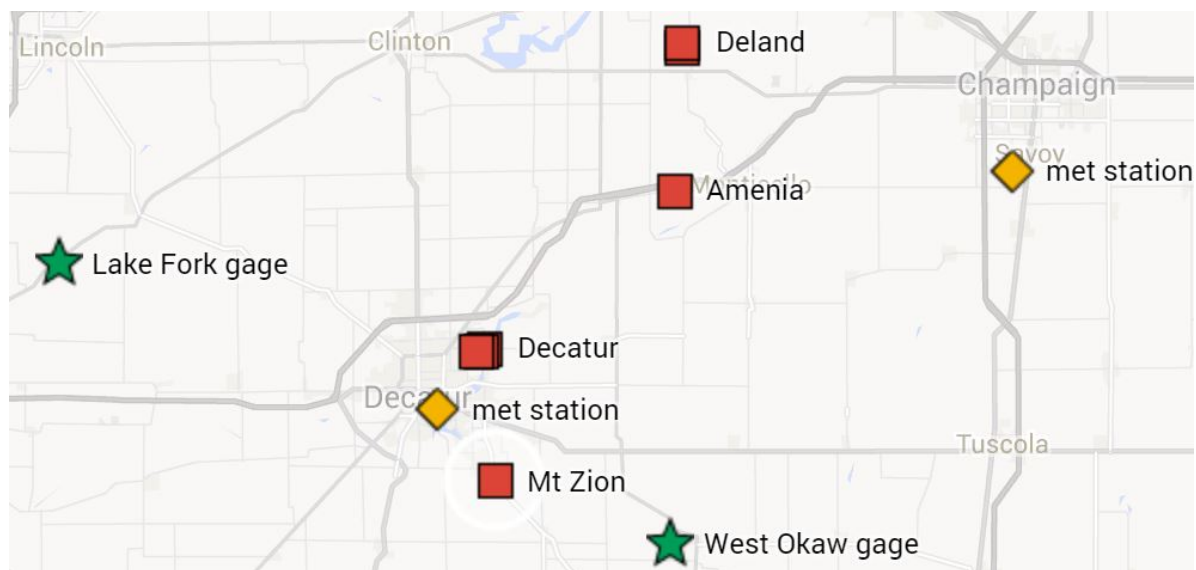 Lincoln
Clinton
Deland
Champaign
Savoy
met station
Monticello
Amenia
Lake Fork gage
Decatur
Decatur
met station
Tuscola
Mt Zion
West Okaw gage